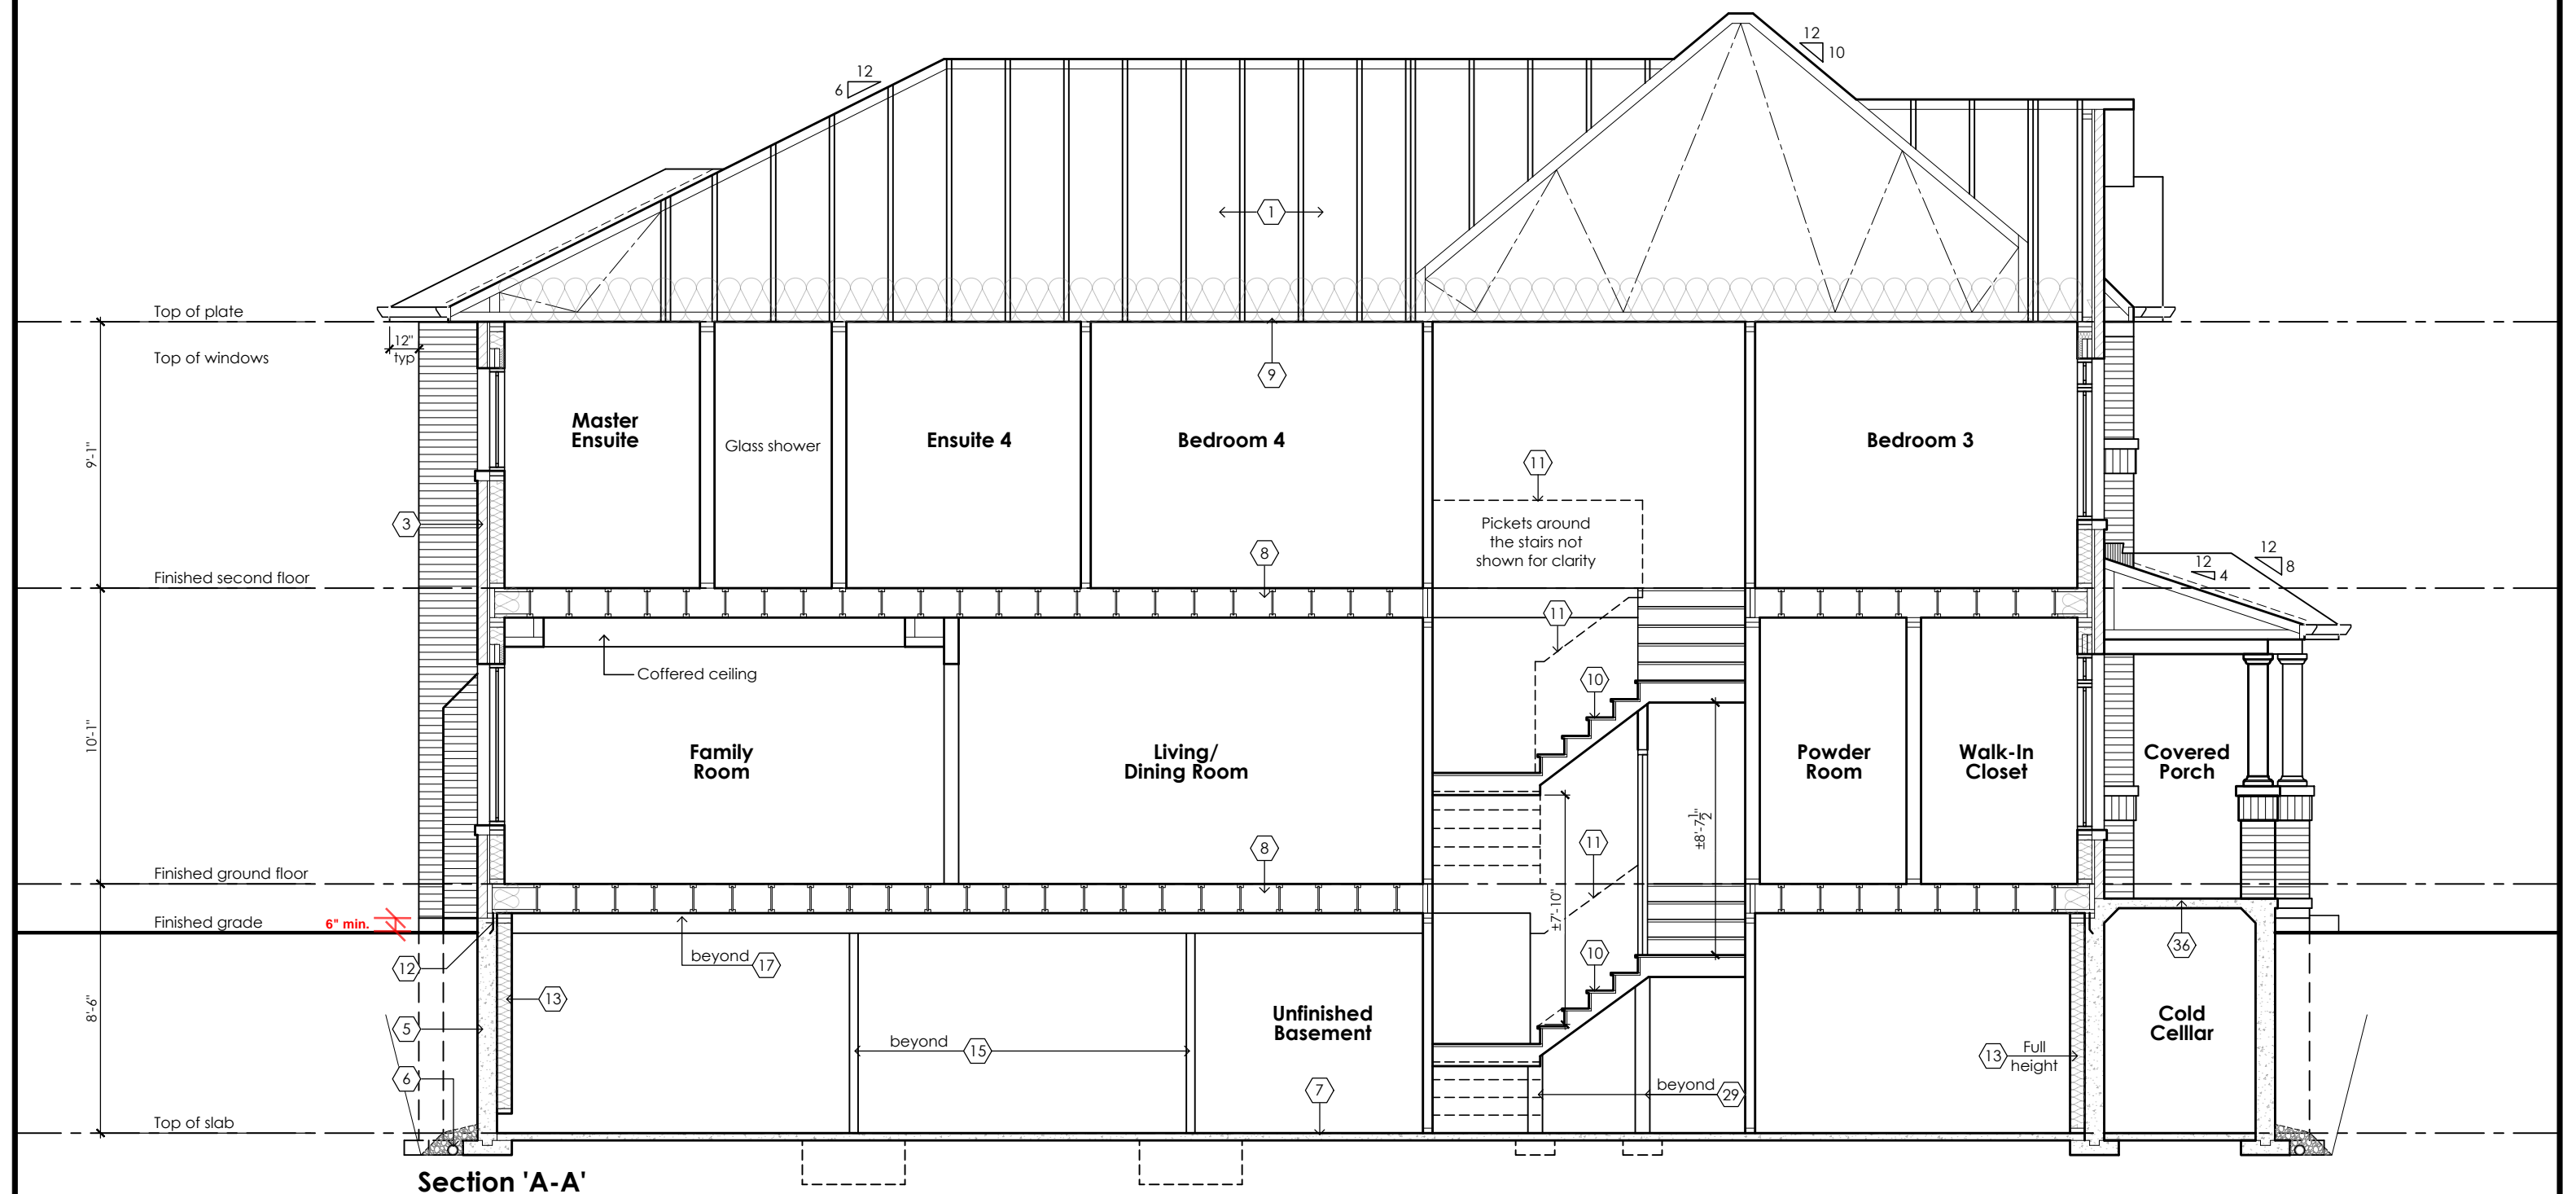 12
10
12
6
1
Top of plate
12"
typ
Top of windows
9
Master
Ensuite
Glass shower
Ensuite 4
Bedroom 4
Bedroom 3
9'-1"
11
3
Pickets around
the stairs not
shown for clarity
8
12
8
12
4
Finished second floor
11
Coffered ceiling
10
10'-1"
Family
Room
Living/
Dining Room
Powder
Room
Walk-In
Closet
Covered
Porch
±8'-7 1/2"
8
11
Finished ground floor
±7'-10"
Finished grade
6" min.
36
12
beyond
17
10
13
8'-6"
5
Unfinished
Basement
Cold
Celllar
beyond
15
13
Full
height
6
7
beyond
29
Top of slab
Section 'A-A'